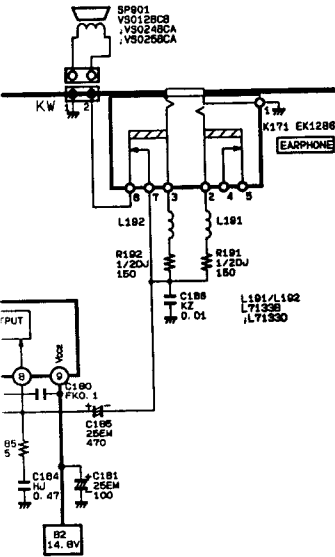 SP901
VS0128CB
;VS0248CA
;VS0258CA
KW
1 2
1
K171 EK1286
EARPHONE
6 7 3 2 4 5
L192
L191
R192
1/2DJ
150
R191
1/2DJ
150
C186
KZ
0.01
L191/L192
L7133B
;L7133D
TPUT
VCCE
8
9
C180
FK0.1
C185
25EM
470
85
5
C184
HJ
0.47
C181
25EM
100
B2
14.8V